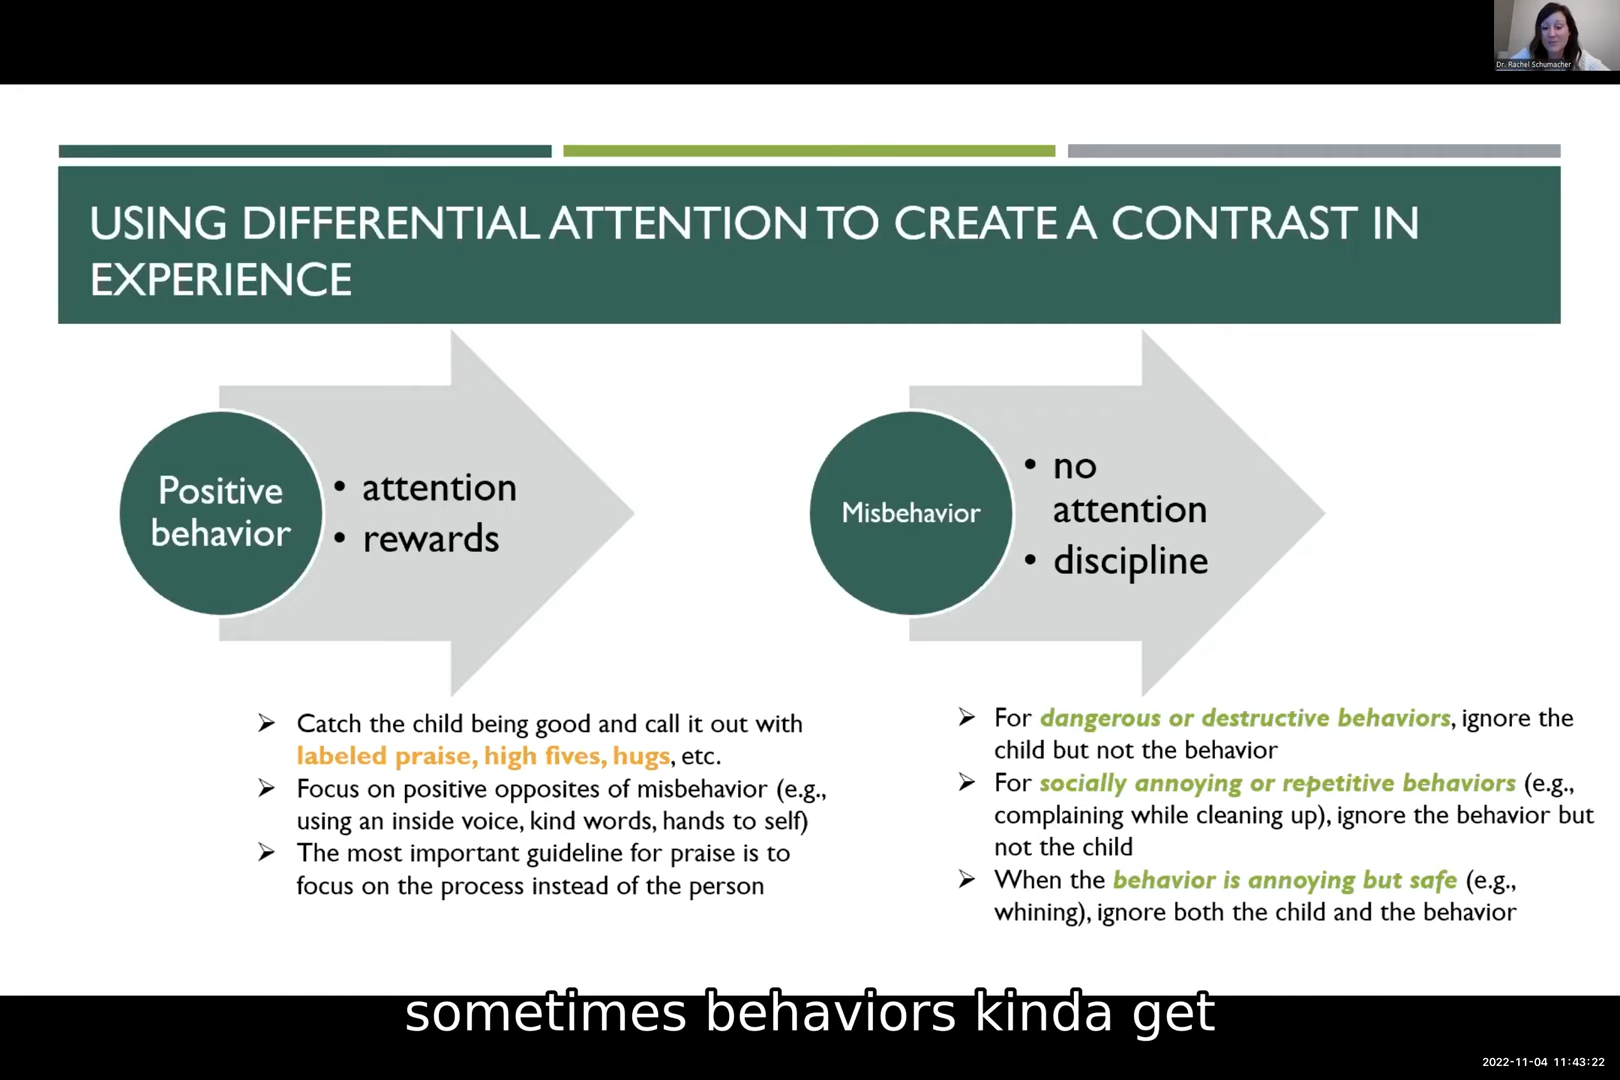 Dr. Rachel Schumacher
USING DIFFERENTIAL ATTENTION TO CREATE A CONTRAST IN
EXPERIENCE
Positive
behavior
• attention
• rewards
Misbehavior
• no
attention
• discipline
➢ Catch the child being good and call it out with
labeled praise, high fives, hugs, etc.
➢ Focus on positive opposites of misbehavior (e.g.,
using an inside voice, kind words, hands to self)
➢ The most important guideline for praise is to
focus on the process instead of the person
➢ For dangerous or destructive behaviors, ignore the
child but not the behavior
➢ For socially annoying or repetitive behaviors (e.g.,
complaining while cleaning up), ignore the behavior but
not the child
➢ When the behavior is annoying but safe (e.g.,
whining), ignore both the child and the behavior
sometimes behaviors kinda get
2022-11-04 11:43:22